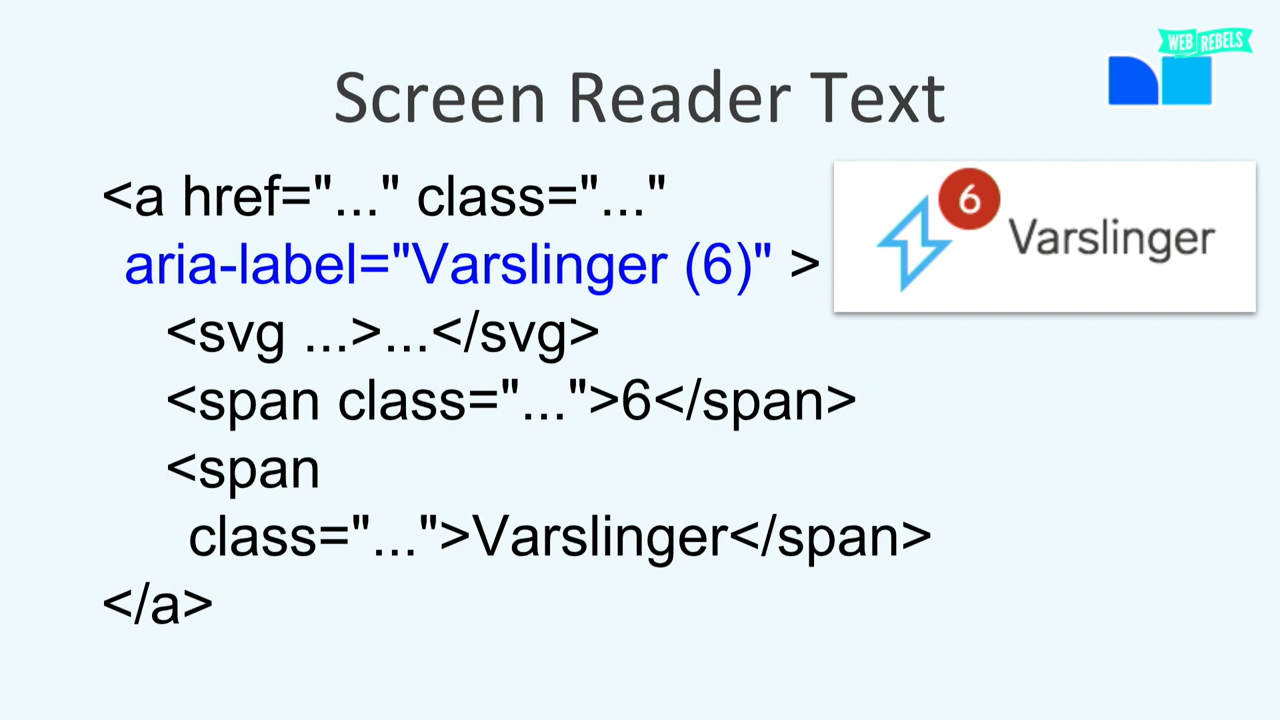 WEB REBELS
Screen Reader Text
<a href="..." class="..."
aria-label="Varslinger (6)" >
<svg ...>...</svg>
<span class="...">6</span>
<span
class="...">Varslinger</span>
</a>
6
Varslinger